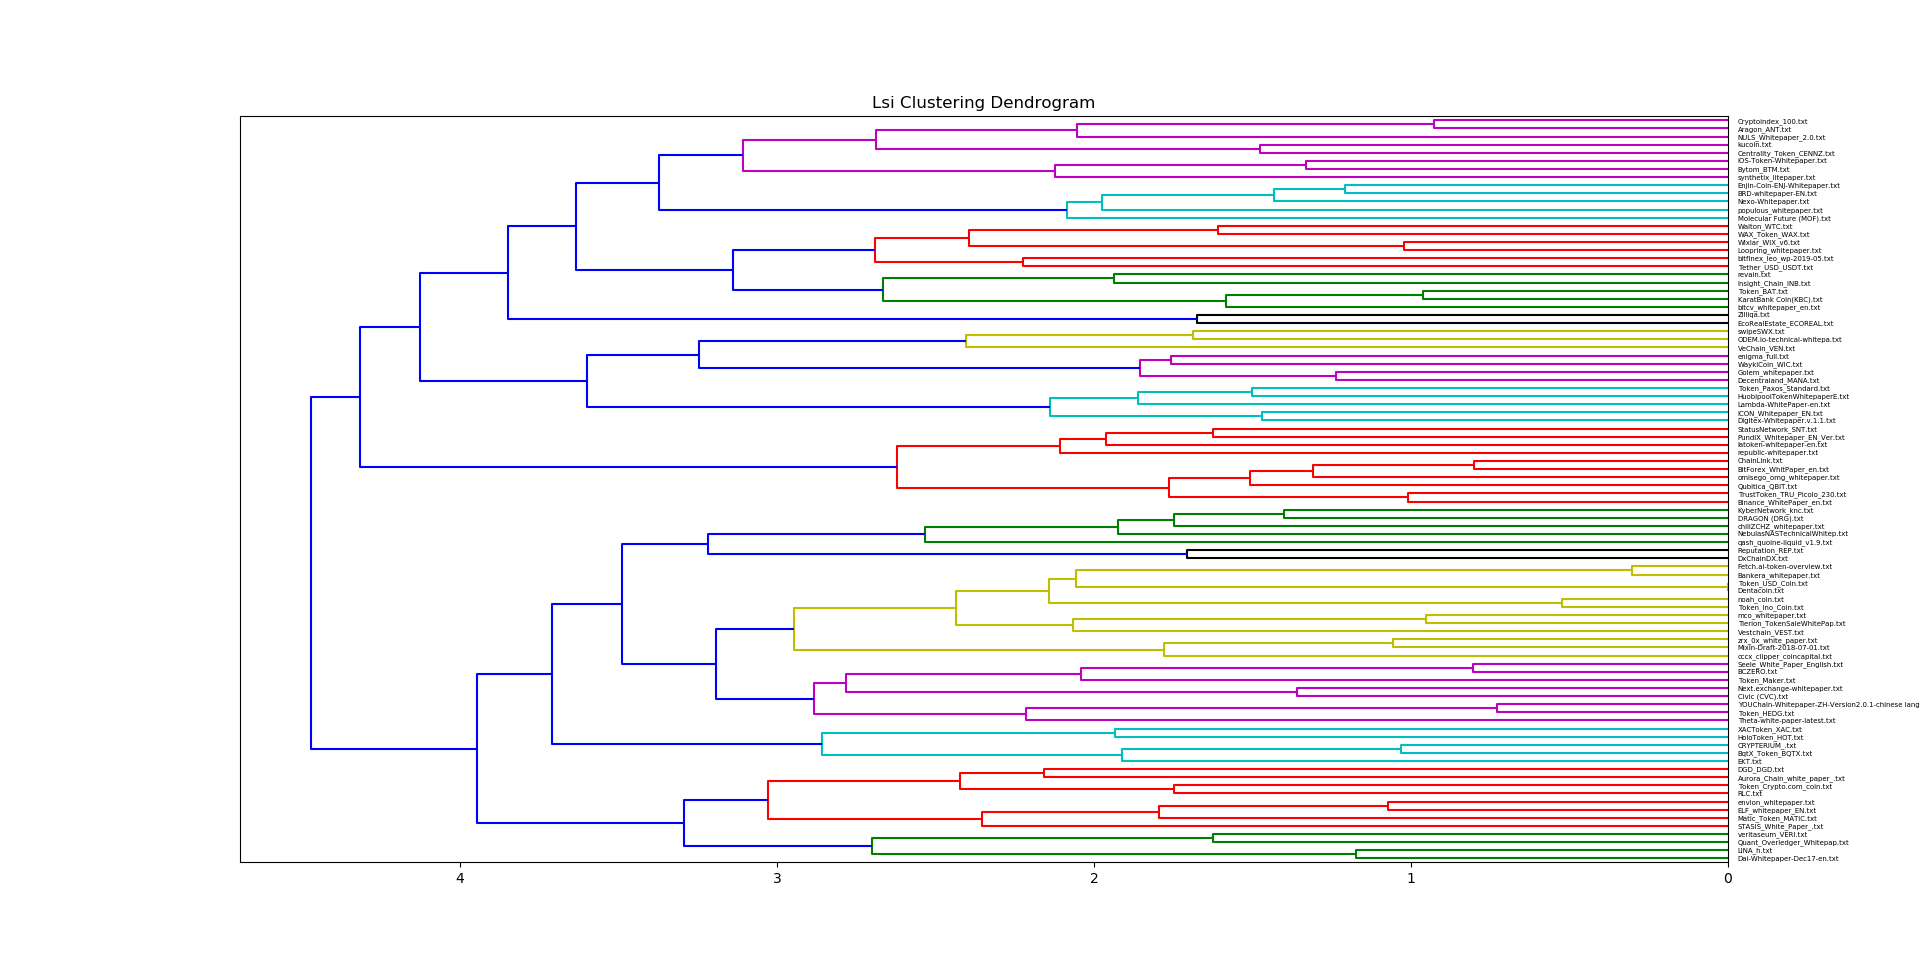 Lsi Clustering Dendrogram
Cryptoindex_100.txt
Aragon_ANT.txt
NULS_Whitepaper_2.0.txt
kucoin.txt
Centrality_Token_CENNZ.txt
IOS-Token-Whitepaper.txt
Bytom_BTM.txt
synthetix_litepaper.txt
Enjin-Coin-ENJ-Whitepaper.txt
BRD-whitepaper-EN.txt
Nexo-Whitepaper.txt
populous_whitepaper.txt
Molecular Future (MOF).txt
Walton_WTC.txt
WAX_Token_WAX.txt
Wixlar_WIX_v6.txt
Loopring_whitepaper.txt
bitfinex_leo_wp-2019-05.txt
Tether_USD_USDT.txt
revain.txt
Insight_Chain_INB.txt
Token_BAT.txt
KaratBank Coin(KBC).txt
bitcv_whitepaper_en.txt
Zilliqa.txt
EcoRealEstate_ECOREAL.txt
swipeSWX.txt
ODEM.io-technical-whitepa.txt
VeChain_VEN.txt
enigma_full.txt
WaykiCoin_WIC.txt
Golem_whitepaper.txt
Decentraland_MANA.txt
Token_Paxos_Standard.txt
HuobipoolTokenWhitepaperE.txt
Lambda-WhitePaper-en.txt
ICON_Whitepaper_EN.txt
Digitex-Whitepaper.v.1.1.txt
StatusNetwork_SNT.txt
PundiX_Whitepaper_EN_Ver.txt
latoken-whitepaper-en.txt
republic-whitepaper.txt
ChainLink.txt
BitForex_WhitPaper_en.txt
omisego_omg_whitepaper.txt
Qubitica_QBIT.txt
TrustToken_TRU_Picolo_230.txt
Binance_WhitePaper_en.txt
KyberNetwork_knc.txt
DRAGON (DRG).txt
chiliZCHZ_whitepaper.txt
NebulasNASTechnicalWhitep.txt
qash_quoine-liquid_v1.9.txt
Reputation_REP.txt
DxChainDX.txt
Fetch.ai-token-overview.txt
Bankera_whitepaper.txt
Token_USD_Coin.txt
Dentacoin.txt
noah_coin.txt
Token_Ino_Coin.txt
mco_whitepaper.txt
Tierion_TokenSaleWhitePap.txt
Vestchain_VEST.txt
zrx_0x_white_paper.txt
Mixin-Draft-2018-07-01.txt
cccx_clipper_coincapital.txt
Seele_White_Paper_English.txt
BCZERO.txt
Token_Maker.txt
Next.exchange-whitepaper.txt
Civic (CVC).txt
YOUChain-Whitepaper-ZH-Version2.0.1-chinese lang
Token_HEDG.txt
Theta-white-paper-latest.txt
XACToken_XAC.txt
HoloToken_HOT.txt
CRYPTERIUM_.txt
BqtX_Token_BQTX.txt
EKT.txt
DGD_DGD.txt
Aurora_Chain_white_paper_.txt
Token_Crypto.com_coin.txt
RLC.txt
envion_whitepaper.txt
ELF_whitepaper_EN.txt
Matic_Token_MATIC.txt
STASIS_White_Paper_.txt
veritaseum_VERI.txt
Quant_Overledger_Whitepap.txt
LINA_h.txt
Dai-Whitepaper-Dec17-en.txt
4 3 2 1 0